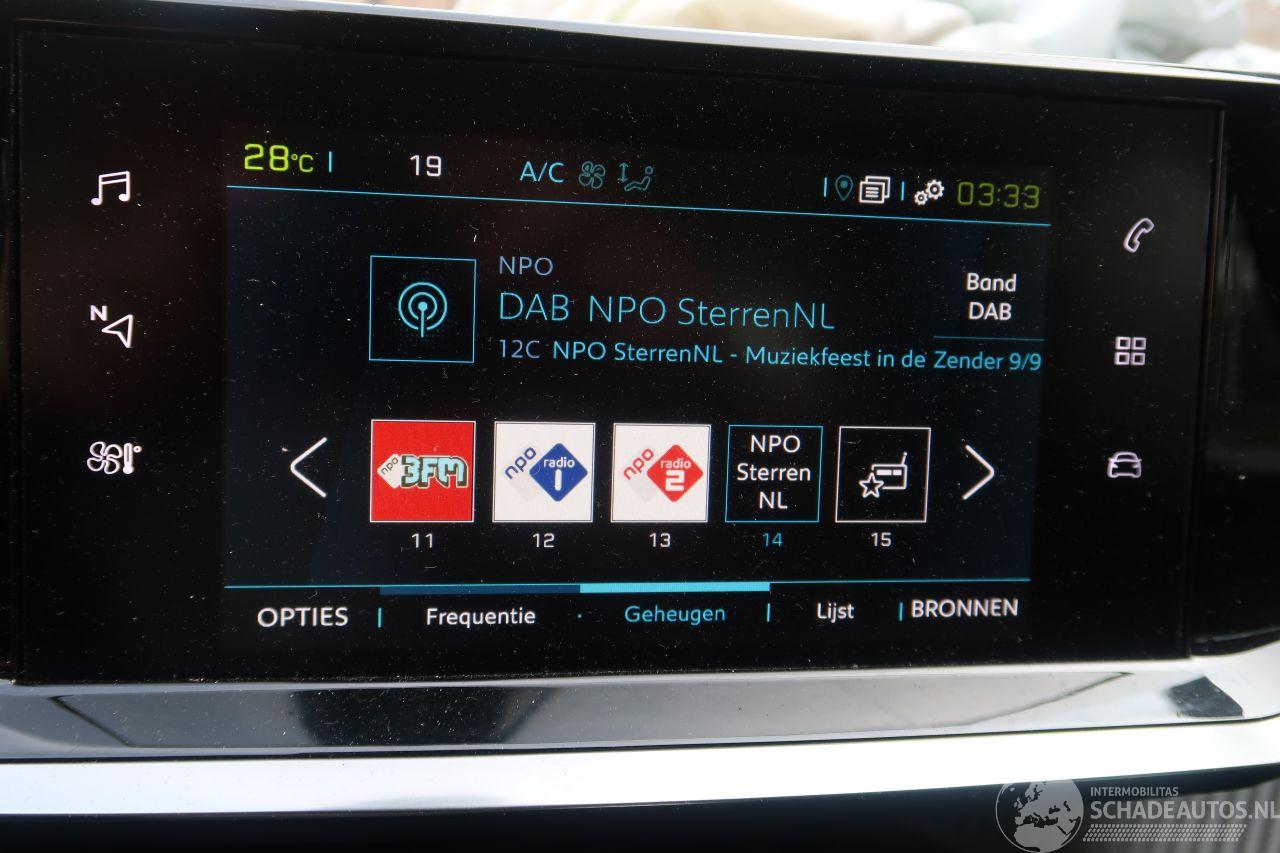 28°C | 19 A/C | | 03:33
N
NPO
DAB NPO SterrenNL
12C NPO SterrenNL - Muziekfeest in de Zender 9/9
Band
DAB
npo 3FM
npo radio 1
npo radio 2
NPO
Sterren
NL
11 12 13 14 15
OPTIES | Frequentie · Geheugen | Lijst | BRONNEN
INTERMOBILITAS
SCHADEAUTOS.NL